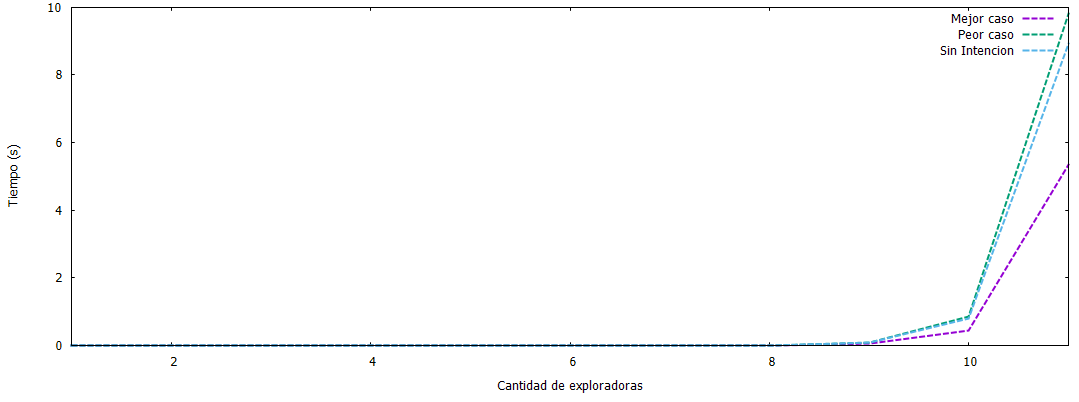 10
8
6
4
2
0
Tiempo (s)
Mejor caso
Peor caso
Sin Intencion
2 4 6 8 10
Cantidad de exploradoras